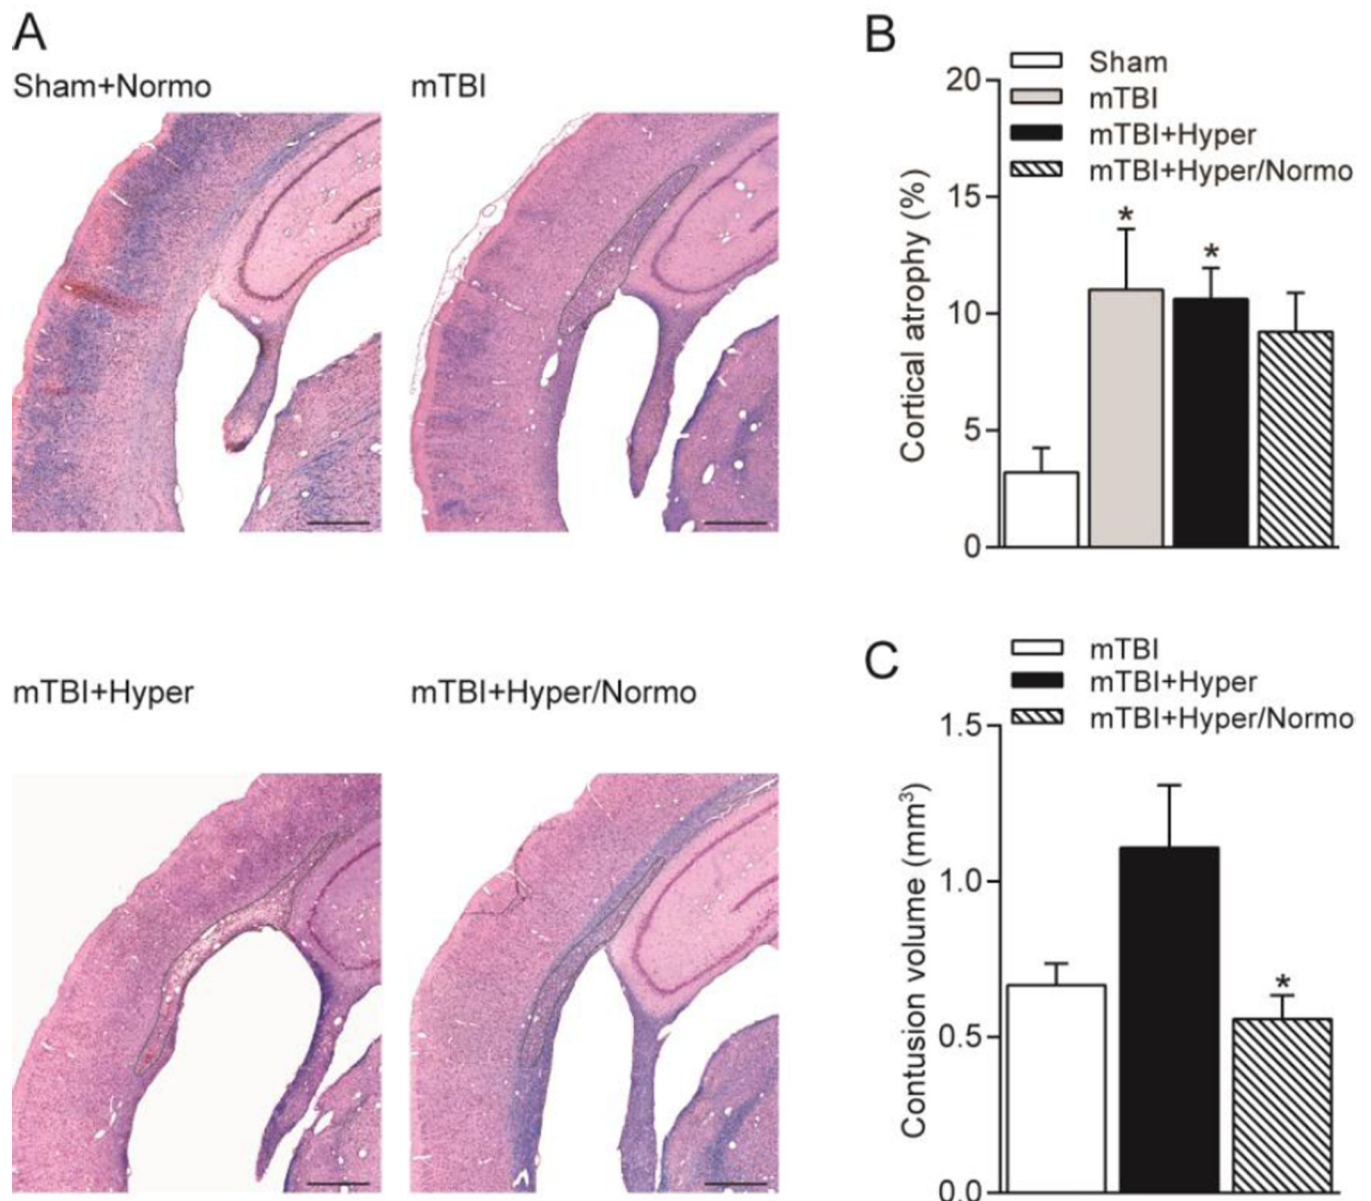 A
Sham+Normo
mTBI
mTBI+Hyper
mTBI+Hyper/Normo
B
Sham
mTBI
mTBI+Hyper
mTBI+Hyper/Normo
Cortical atrophy (%)
20
15
10
5
0
*
*
C
mTBI
mTBI+Hyper
mTBI+Hyper/Normo
Contusion volume (mm³)
1.5
1.0
0.5
0.0
*